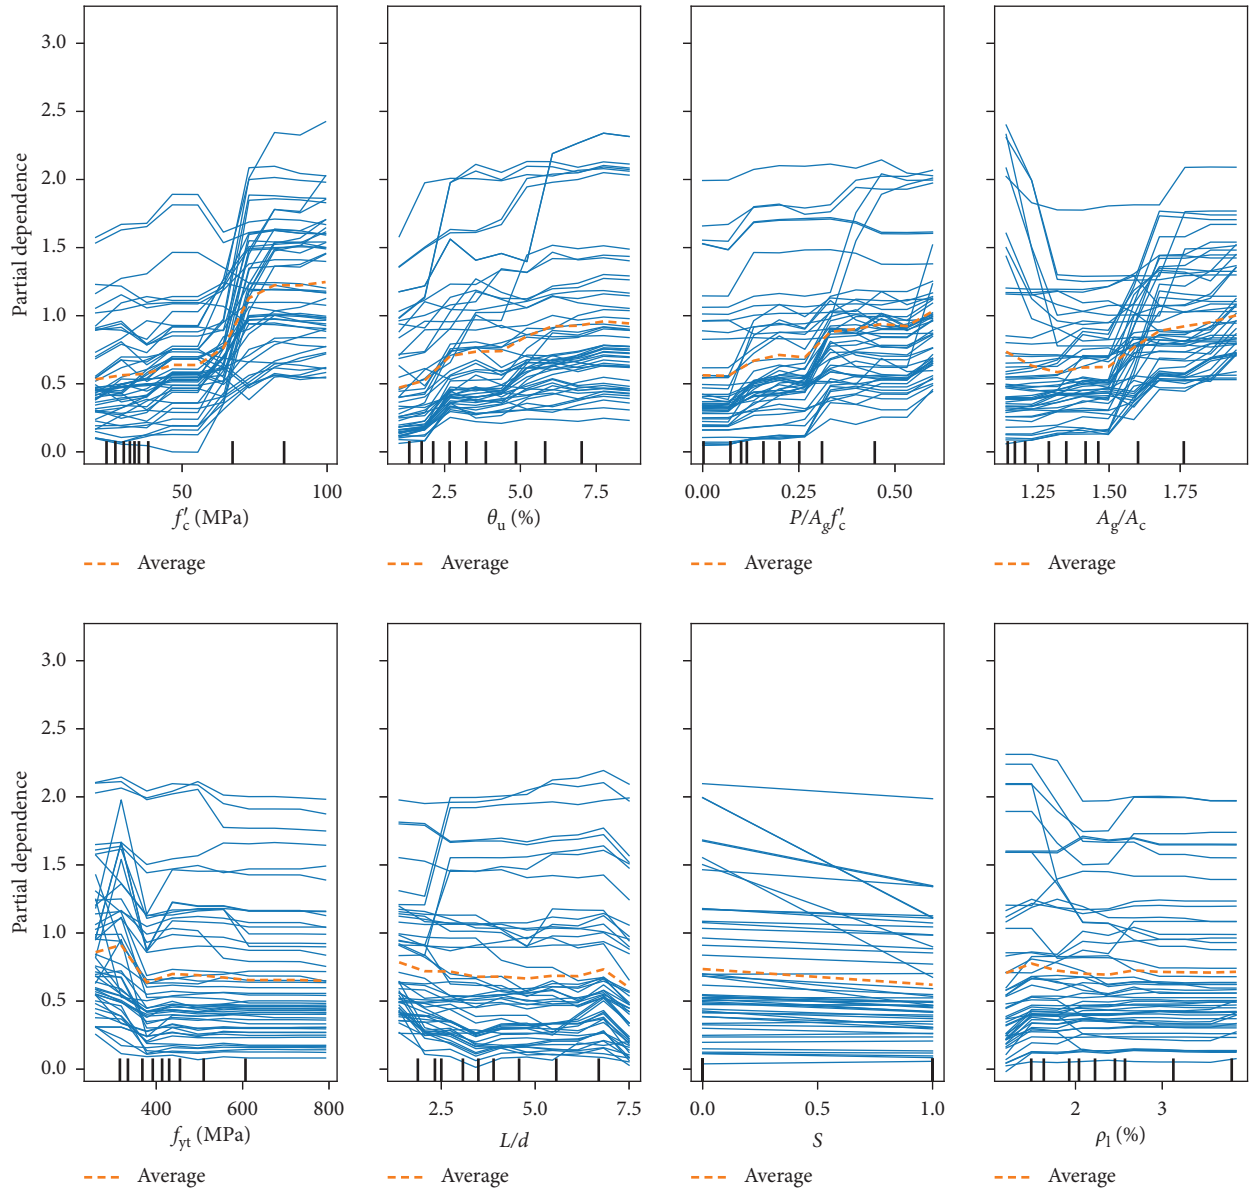 3.0
2.5
2.0
1.5
1.0
0.5
0.0
Partial dependence
50 100
f′c (MPa)
2.5 5.0 7.5
θu (%)
0.00 0.25 0.50
P/Agf′c
1.25 1.50 1.75
Ag/Ac
Average
Average
Average
Average
3.0
2.5
2.0
1.5
1.0
0.5
0.0
Partial dependence
400 600 800
fyt (MPa)
2.5 5.0 7.5
L/d
0.0 0.5 1.0
S
2 3
ρl (%)
Average
Average
Average
Average